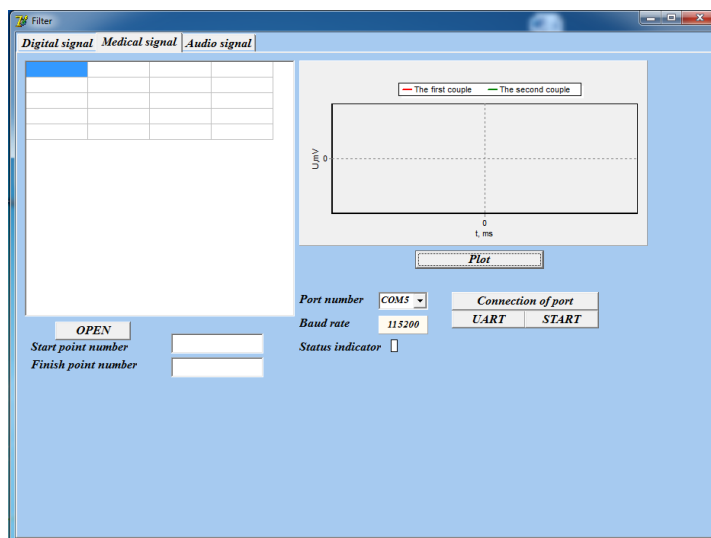 Filter
Digital signal Medical signal Audio signal
The first couple The second couple
U,mV
0
0
t, ms
Plot
Port number COM5
Connection of port
Baud rate 115200
UART START
Status indicator
OPEN
Start point number
Finish point number